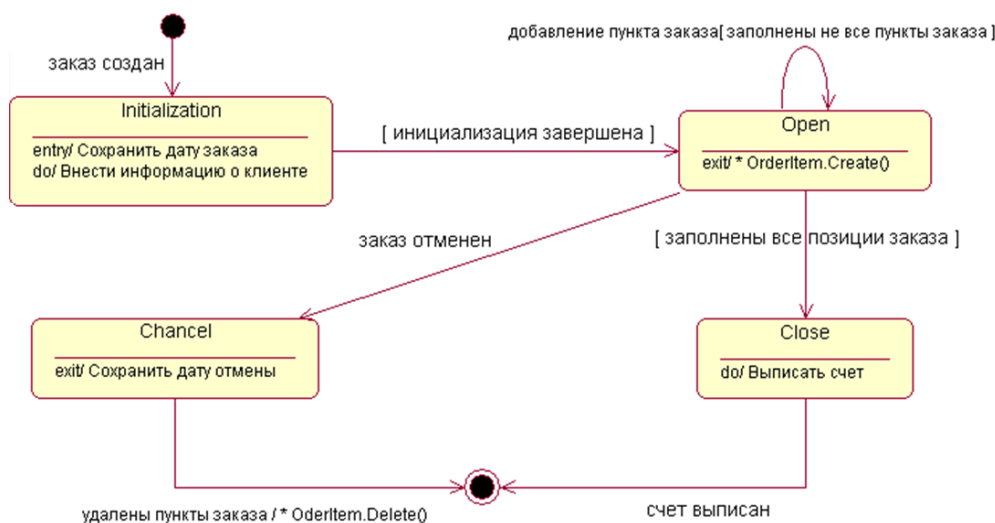 добавление пункта заказа[ заполнены не все пункты заказа ]
заказ создан
Initialization
entry/ Сохранить дату заказа
do/ Внести информацию о клиенте
[ инициализация завершена ]
Open
exit/ * OrderItem.Create()
заказ отменен
[ заполнены все позиции заказа ]
Chancel
exit/ Сохранить дату отмены
Close
do/ Выписать счет
удалены пункты заказа / * OderItem.Delete()
счет выписан